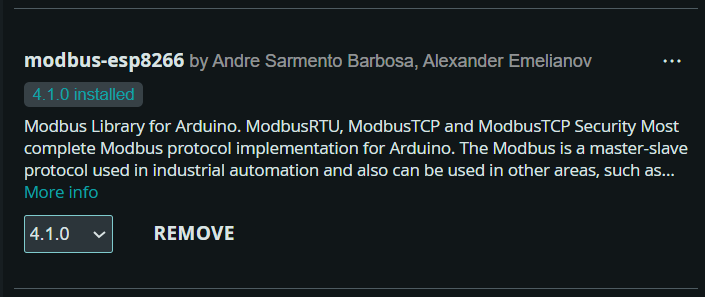 modbus-esp8266 by Andre Sarmento Barbosa, Alexander Emelianov
4.1.0 installed
Modbus Library for Arduino. ModbusRTU, ModbusTCP and ModbusTCP Security Most
complete Modbus protocol implementation for Arduino. The Modbus is a master-slave
protocol used in industrial automation and also can be used in other areas, such as...
More info
4.1.0 REMOVE